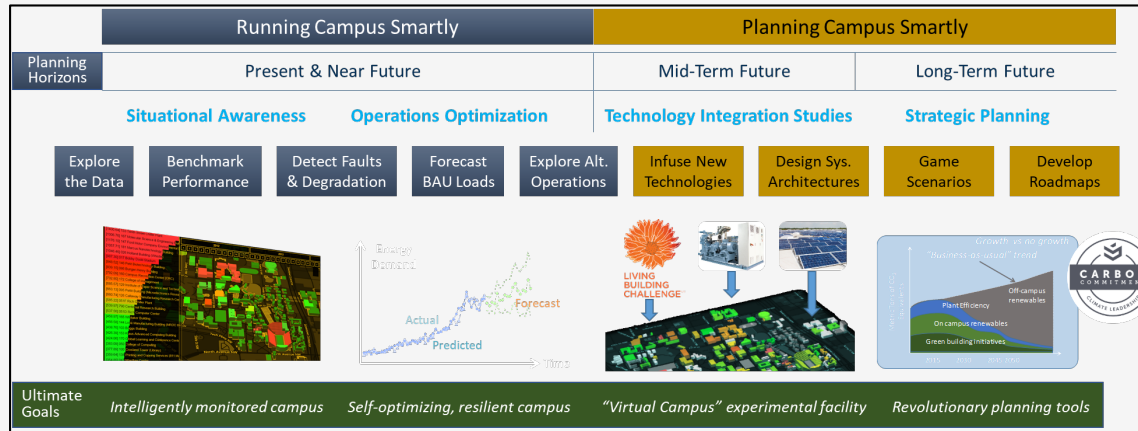 Running Campus Smartly
Planning Campus Smartly
Planning
Horizons
Present & Near Future
Mid-Term Future
Long-Term Future
Situational Awareness
Operations Optimization
Technology Integration Studies
Strategic Planning
Explore
the Data
Benchmark
Performance
Detect Faults
& Degradation
Forecast
BAU Loads
Explore Alt.
Operations
Infuse New
Technologies
Design Sys.
Architectures
Game
Scenarios
Develop
Roadmaps
Energy
Demand
Actual
Predicted
Forecast
Time
LIVING
BUILDING
CHALLENGE
Growth vs no growth
"Business-as-usual" trend
Off-campus
renewables
Plant Efficiency
On campus renewables
Green building initiatives
CARBON
COMMITMENT
CLIMATE LEADERSHIP
Ultimate
Goals
Intelligently monitored campus
Self-optimizing, resilient campus
“Virtual Campus” experimental facility
Revolutionary planning tools